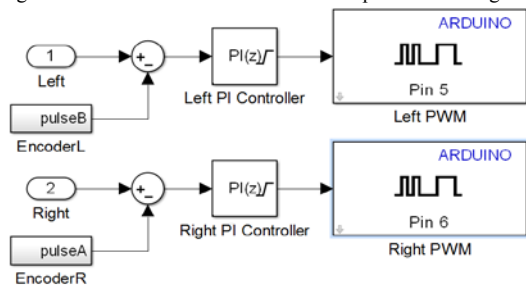 ARDUINO
1
+
−
PI(z)
Left
Left PI Controller
Pin 5
pulseB
Left PWM
EncoderL
ARDUINO
2
+
−
PI(z)
Right
Right PI Controller
Pin 6
pulseA
Right PWM
EncoderR